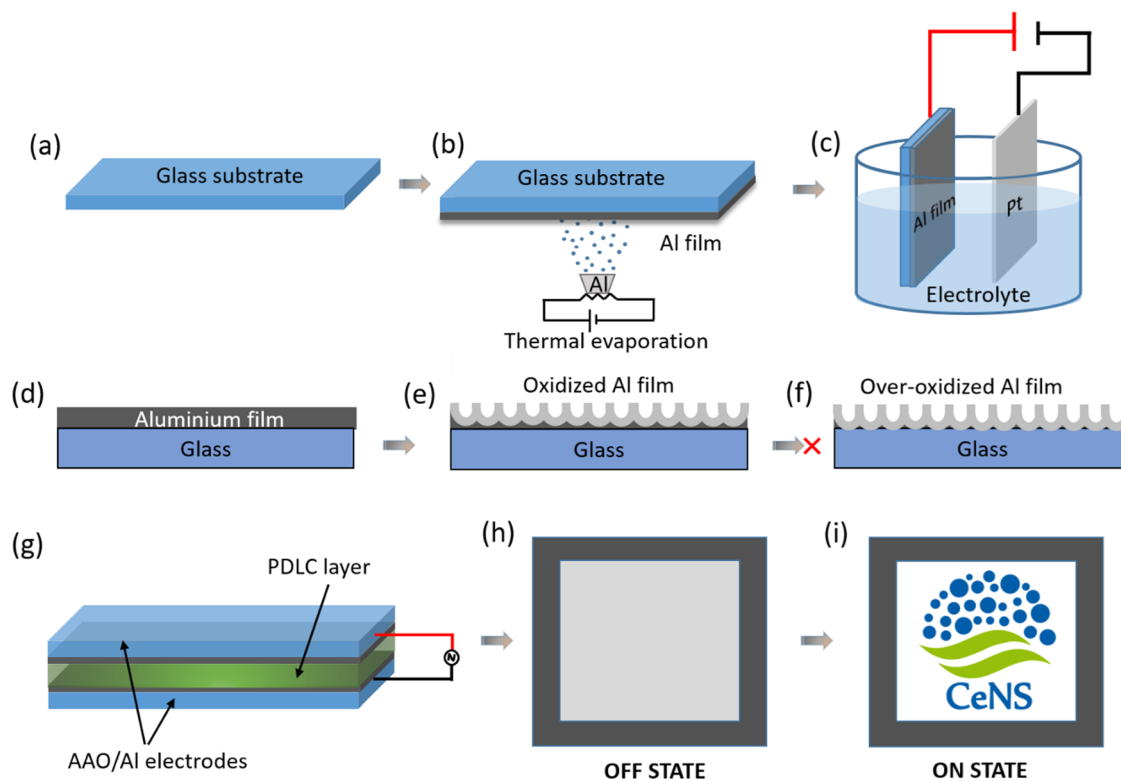 (a)
Glass substrate
(b)
Glass substrate
Al film
Al
Thermal evaporation
(c)
Al film
Pt
Electrolyte
(d)
Aluminium film
Glass
(e)
Oxidized Al film
Glass
(f)
Over-oxidized Al film
Glass
(g)
PDLC layer
AAO/Al electrodes
(h)
OFF STATE
(i)
CeNS
ON STATE